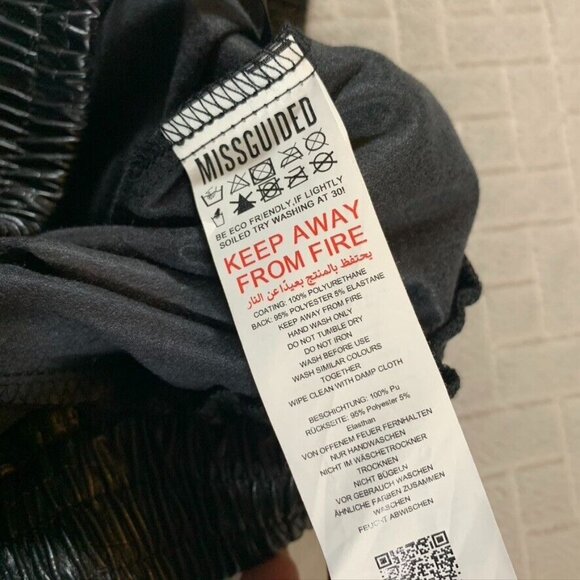 MISSGUIDED
BE ECO FRIENDLY,IF LIGHTLY
SOILED TRY WASHING AT 30!
KEEP AWAY
FROM FIRE
يحتفظ بالمنتج بعيدًا عن النار
COATING: 100% POLYURETHANE
BACK: 95% POLYESTER 5% ELASTANE
KEEP AWAY FROM FIRE
HAND WASH ONLY
DO NOT TUMBLE DRY
DO NOT IRON
WASH BEFORE USE
WASH SIMILAR COLOURS
TOGETHER
WIPE CLEAN WITH DAMP CLOTH
BESCHICHTUNG: 100% Pu
RÜCKSEITE: 95% Polyester 5%
Elasthan
VON OFFENEM FEUER FERNHALTEN
NUR HANDWASCHEN
NICHT IM WÄSCHETROCKNER
TROCKNEN
NICHT BÜGELN
VOR GEBRAUCH WASCHEN
ÄHNLICHE FARBEN ZUSAMMEN
WASCHEN
FEUCHT ABWISCHEN